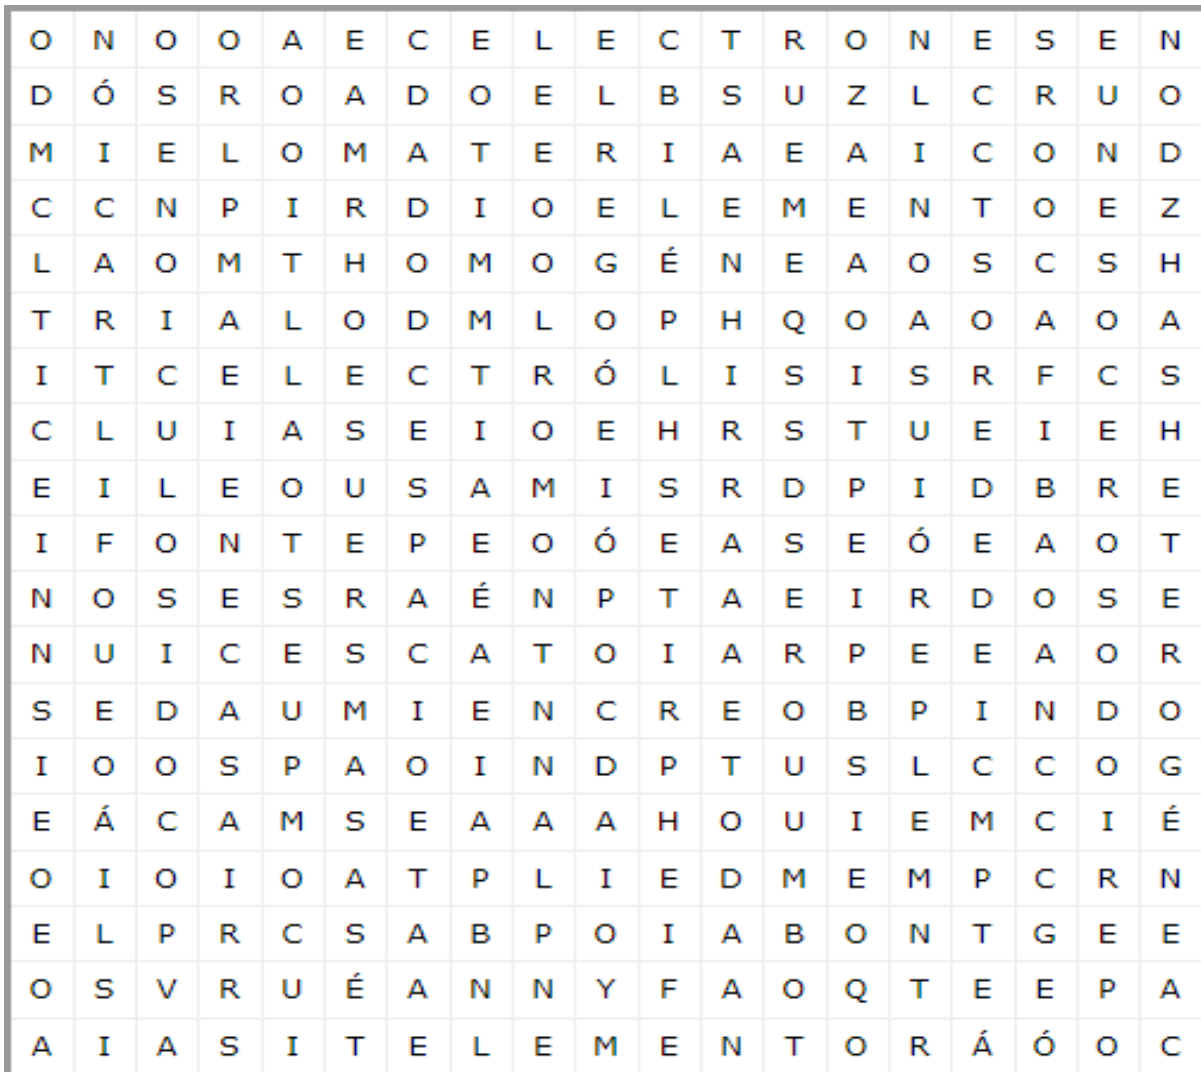 O N O O A E C E L E C T R O N E S E N
D Ó S R O A D O E L B S U Z L C R U O
M I E L O M A T E R I A E A I C O N D
C C N P I R D I O E L E M E N T O E Z
L A O M T H O M O G É N E A O S C S H
T R I A L O D M L O P H Q O A O A O A
I T C E L E C T R Ó L I S I S R F C S
C L U I A S E I O E H R S T U E I E H
E I L E O U S A M I S R D P I D B R E
I F O N T E P E O Ó E A S E Ó E A O T
N O S E S R A É N P T A E I R D O S E
N U I C E S C A T O I A R P E E A O R
S E D A U M I E N C R E O B P I N D O
I O O S P A O I N D P T U S L C C O G
E Á C A M S E A A A H O U I E M C I É
O I O I O A T P L I E D M E M P C R N
E L P R C S A B P O I A B O N T G E E
O S V R U É A N N Y F A O Q T E E P A
A I A S I T E L E M E N T O R Á Ó O C